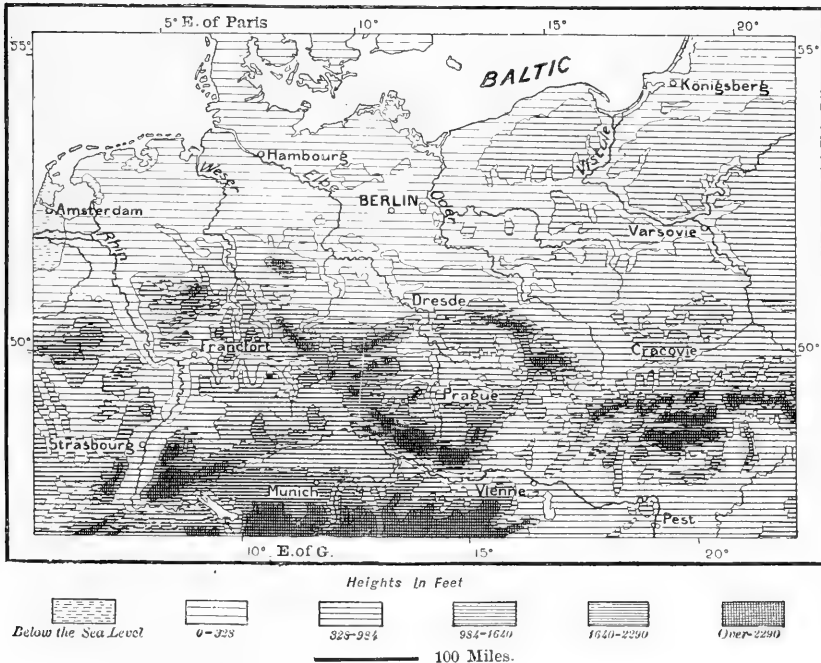 5° E. of Paris 10° 15° 20°
55° 55°
BALTIC
Königsberg
Vistule
Hambourg
Weser
Elbe
Oder
BERLIN
Amsterdam
Varsovie
Rhin
Dresde
50° 50°
Francfort
Cracovie
Prague
Strasbourg
Munich
Vienne
Pest
10° E. of G. 15° 20°
Heights In Feet
Below the Sea Level 0-328 328-984 984-1640 1640-2290 Over-2290
100 Miles.